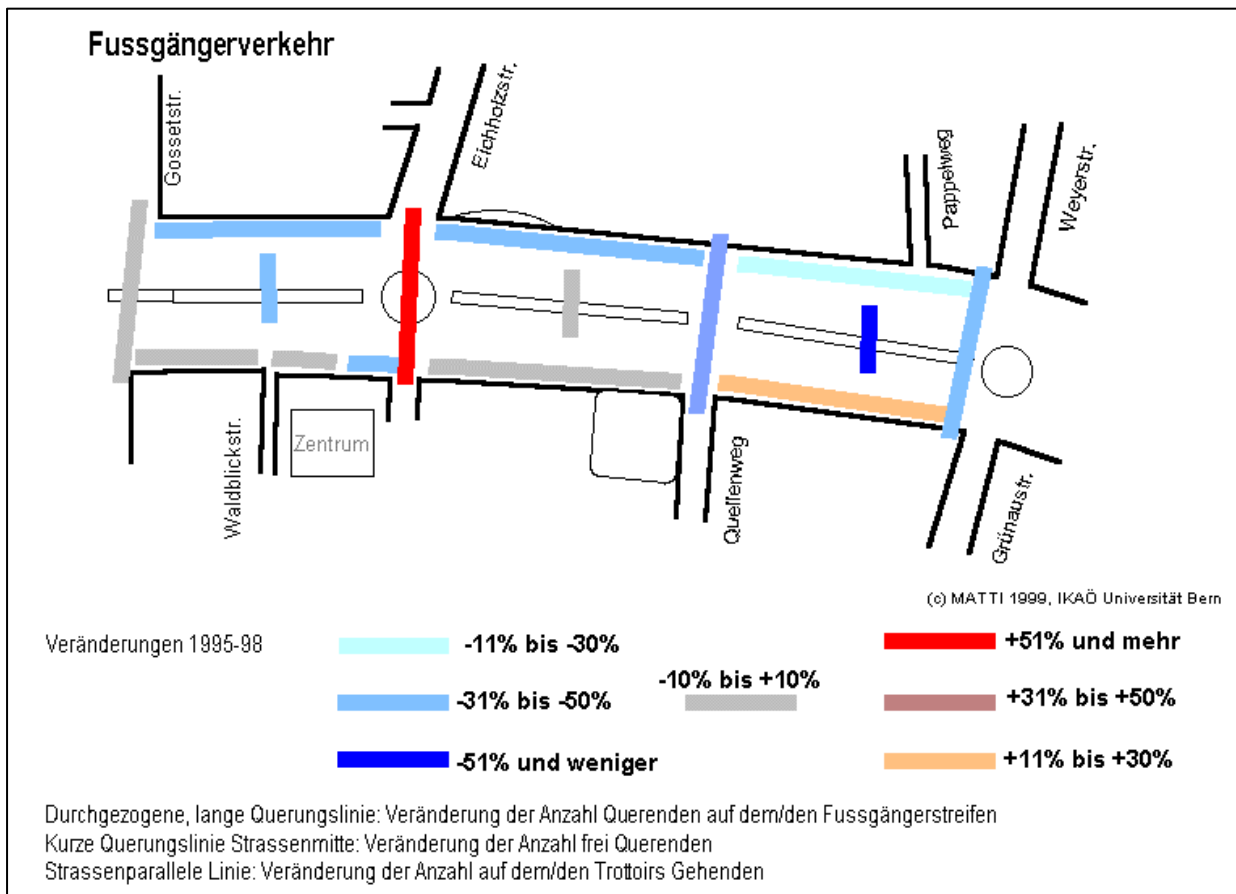 Fussgängerverkehr
Gossetstr.
Eichholzstr.
Pappelweg
Weyerstr.
Waldblickstr.
Zentrum
Quellenweg
Grünaustr.
(c) MATTI 1999, IKAÖ Universität Bern
Veränderungen 1995-98
-11% bis -30%
+51% und mehr
-10% bis +10%
-31% bis -50%
+31% bis +50%
-51% und weniger
+11% bis +30%
Durchgezogene, lange Querungslinie: Veränderung der Anzahl Querenden auf dem/den Fussgängerstreifen
Kurze Querungslinie Strassenmitte: Veränderung der Anzahl frei Querenden
Strassenparallele Linie: Veränderung der Anzahl auf dem/den Trottoirs Gehenden